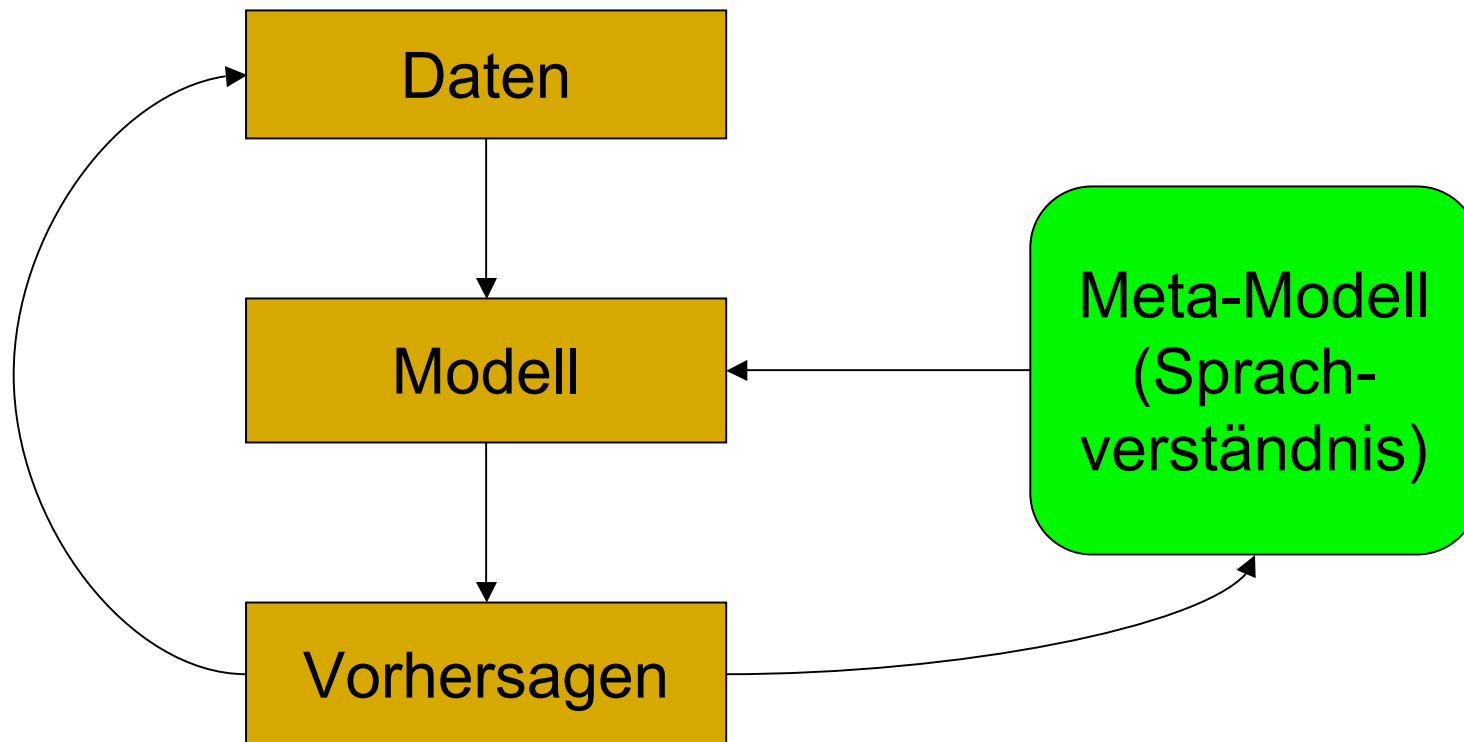 Daten
Modell
Meta-Modell
(Sprach-
verständnis)
Vorhersagen